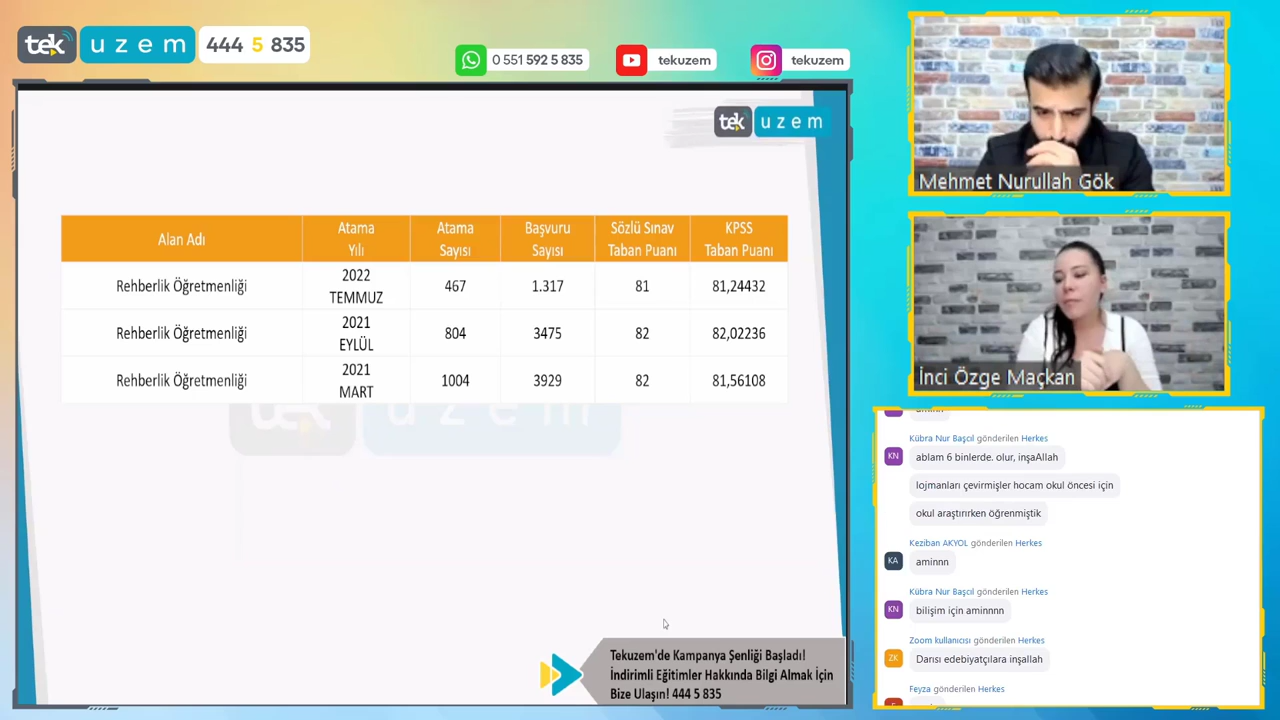 tek uzem 444 5 835
0 551 592 5 835
tekuzem
tekuzem
tek uzem
Alan Adı
Atama Yılı
Atama Sayısı
Başvuru Sayısı
Sözlü Sınav Taban Puanı
KPSS Taban Puanı
Rehberlik Öğretmenliği 2022 TEMMUZ 467 1.317 81 81,24432
Rehberlik Öğretmenliği 2021 EYLÜL 804 3475 82 82,02236
Rehberlik Öğretmenliği 2021 MART 1004 3929 82 81,56108
tek uzem
Tekuzem'de Kampanya Şenliği Başladı!
İndirimli Eğitimler Hakkında Bilgi Almak İçin
Bize Ulaşın! 444 5 835
Mehmet Nurullah Gök
İnci Özge Maçkan
Kübra Nur Başcıl gönderilen Herkes
KN
ablam 6 binlerde. olur, inşaAllah
lojmanları çevirmişler hocam okul öncesi için
okul araştırırken öğrenmiştik
Keziban AKYOL gönderilen Herkes
KA
aminnn
Kübra Nur Başcıl gönderilen Herkes
KN
bilişim için aminnnn
Zoom kullanıcısı gönderilen Herkes
ZK
Darısı edebiyatçılara inşallah
Feyza gönderilen Herkes